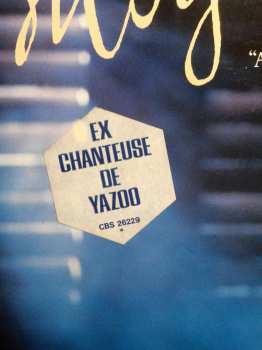 "A
EX
CHANTEUSE
DE
YAZOO
CBS 26229
*